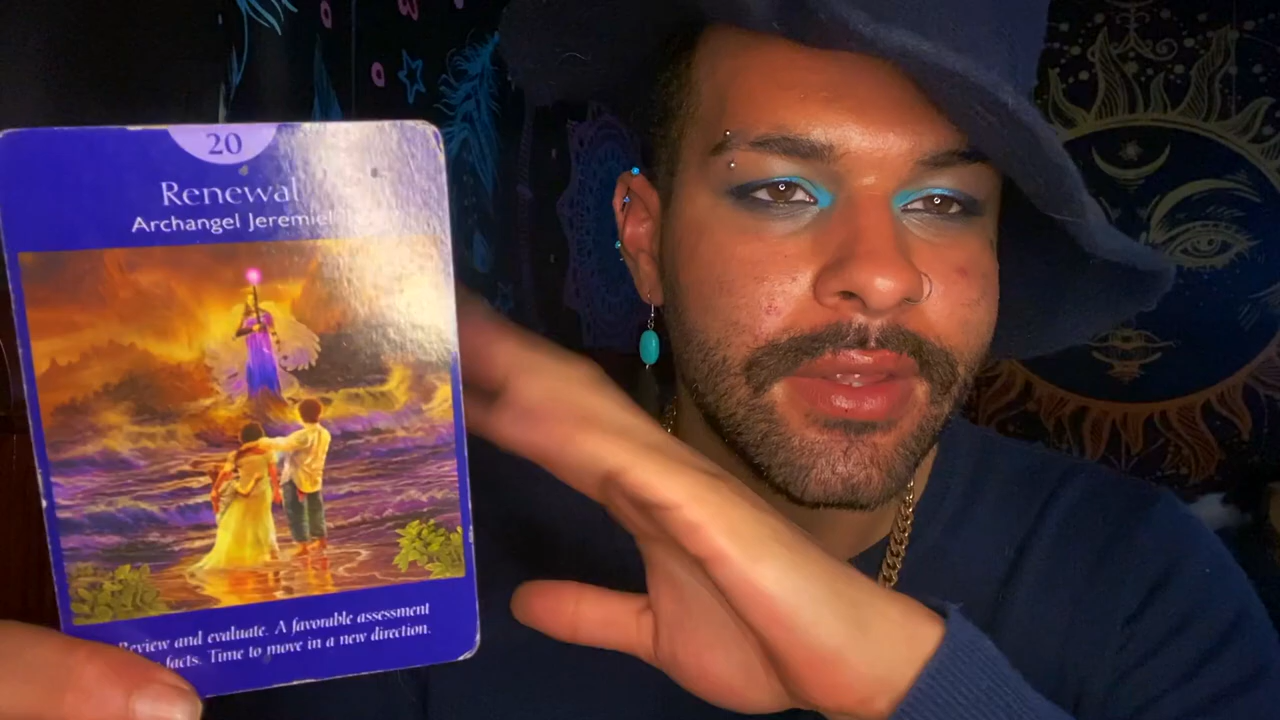 20
Renewal
Archangel Jeremiel
Review and evaluate. A favorable assessment
facts. Time to move in a new direction.